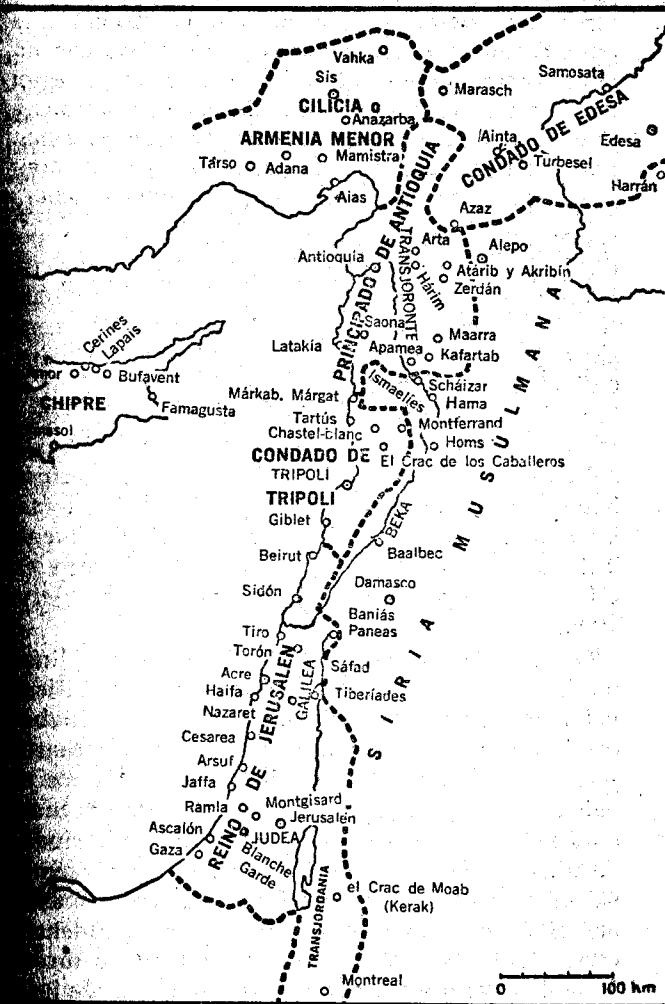 Vahka
Sis
CILICIA
Anazarba
ARMENIA MENOR
Társo
Adana
Mamistra
Aias
Marasch
Samosata
CONDADO DE EDESA
Ainta
Turbesel
Edesa
Harrán
PRINCIPADO DE ANTIOQUIA
TRANSJORONTE
Antioquía
Azaz
Arta
Alepo
Hárim
Atárib y Akribín
Zerdán
Saona
Latakía
Apamea
Maarra
Kafartab
Cerines
Lapais
Bufavent
CHIPRE
Famagusta
Ismaelíes
Scháizar
Hama
Márkab. Márgat
Tartús
Chastel-blanc
Montferrand
Homs
El Crac de los Caballeros
CONDADO DE
TRIPOLI
TRIPOLI
Giblet
BEKA
Baalbec
Beirut
Damasco
Sidón
Baniás
Paneas
Tiro
Torón
Sáfad
Acre
Haifa
GALILEA
Tiberíades
Nazaret
Cesarea
REINO DE JERUSALEN
SIRIA MUSULMANA
Arsuf
Jaffa
Ramla
Montgisard
Jerusalén
Ascalón
JUDEA
Gaza
Blanche
Garde
TRANSJORDANIA
el Crac de Moab
(Kerak)
Montreal
100 km